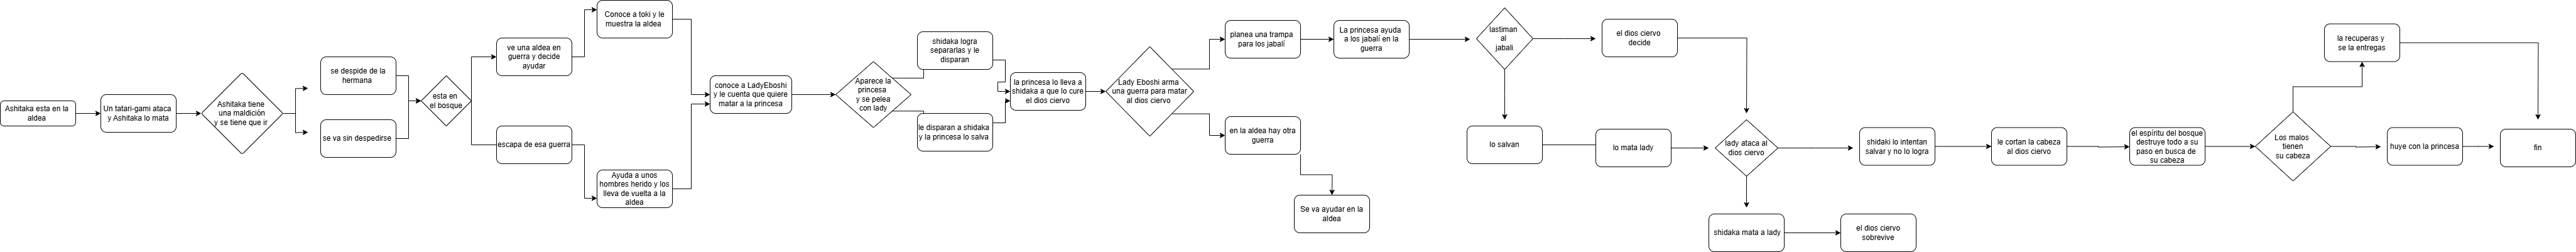 Ashitaka esta en la
aldea
Un tatari-gami ataca
y Ashitaka lo mata
Ashitaka tiene
una maldición
y se tiene que ir
se despide de la
hermana
se va sin despedirse
esta en
el bosque
ve una aldea en
guerra y decide
ayudar
escapa de esa guerra
Conoce a toki y le
muestra la aldea
Ayuda a unos
hombres herido y los
lleva de vuelta a la
aldea
conoce a LadyEboshi
y le cuenta que quiere
matar a la princesa
Aparece la
princesa
y se pelea
con lady
shidaka logra
separarlas y le
disparan
le disparan a shidaka
y la princesa lo salva
la princesa lo lleva a
shidaka a que lo cure
el dios ciervo
Lady Eboshi arma
una guerra para matar
al dios ciervo
planea una trampa
para los jabalí
La princesa ayuda
a los jabalí en la
guerra
en la aldea hay otra
guerra
Se va ayudar en la
aldea
lastiman
al
jabali
el dios ciervo
decide
lo salvan
lo mata lady
lady ataca al
dios ciervo
shidaka mata a lady
el dios ciervo
sobrevive
shidaki lo intentan
salvar y no lo logra
le cortan la cabeza
al dios ciervo
el espíritu del bosque
destruye todo a su
paso en busca de
su cabeza
Los malos
tienen
su cabeza
la recuperas y
se la entregas
huye con la princesa
fin